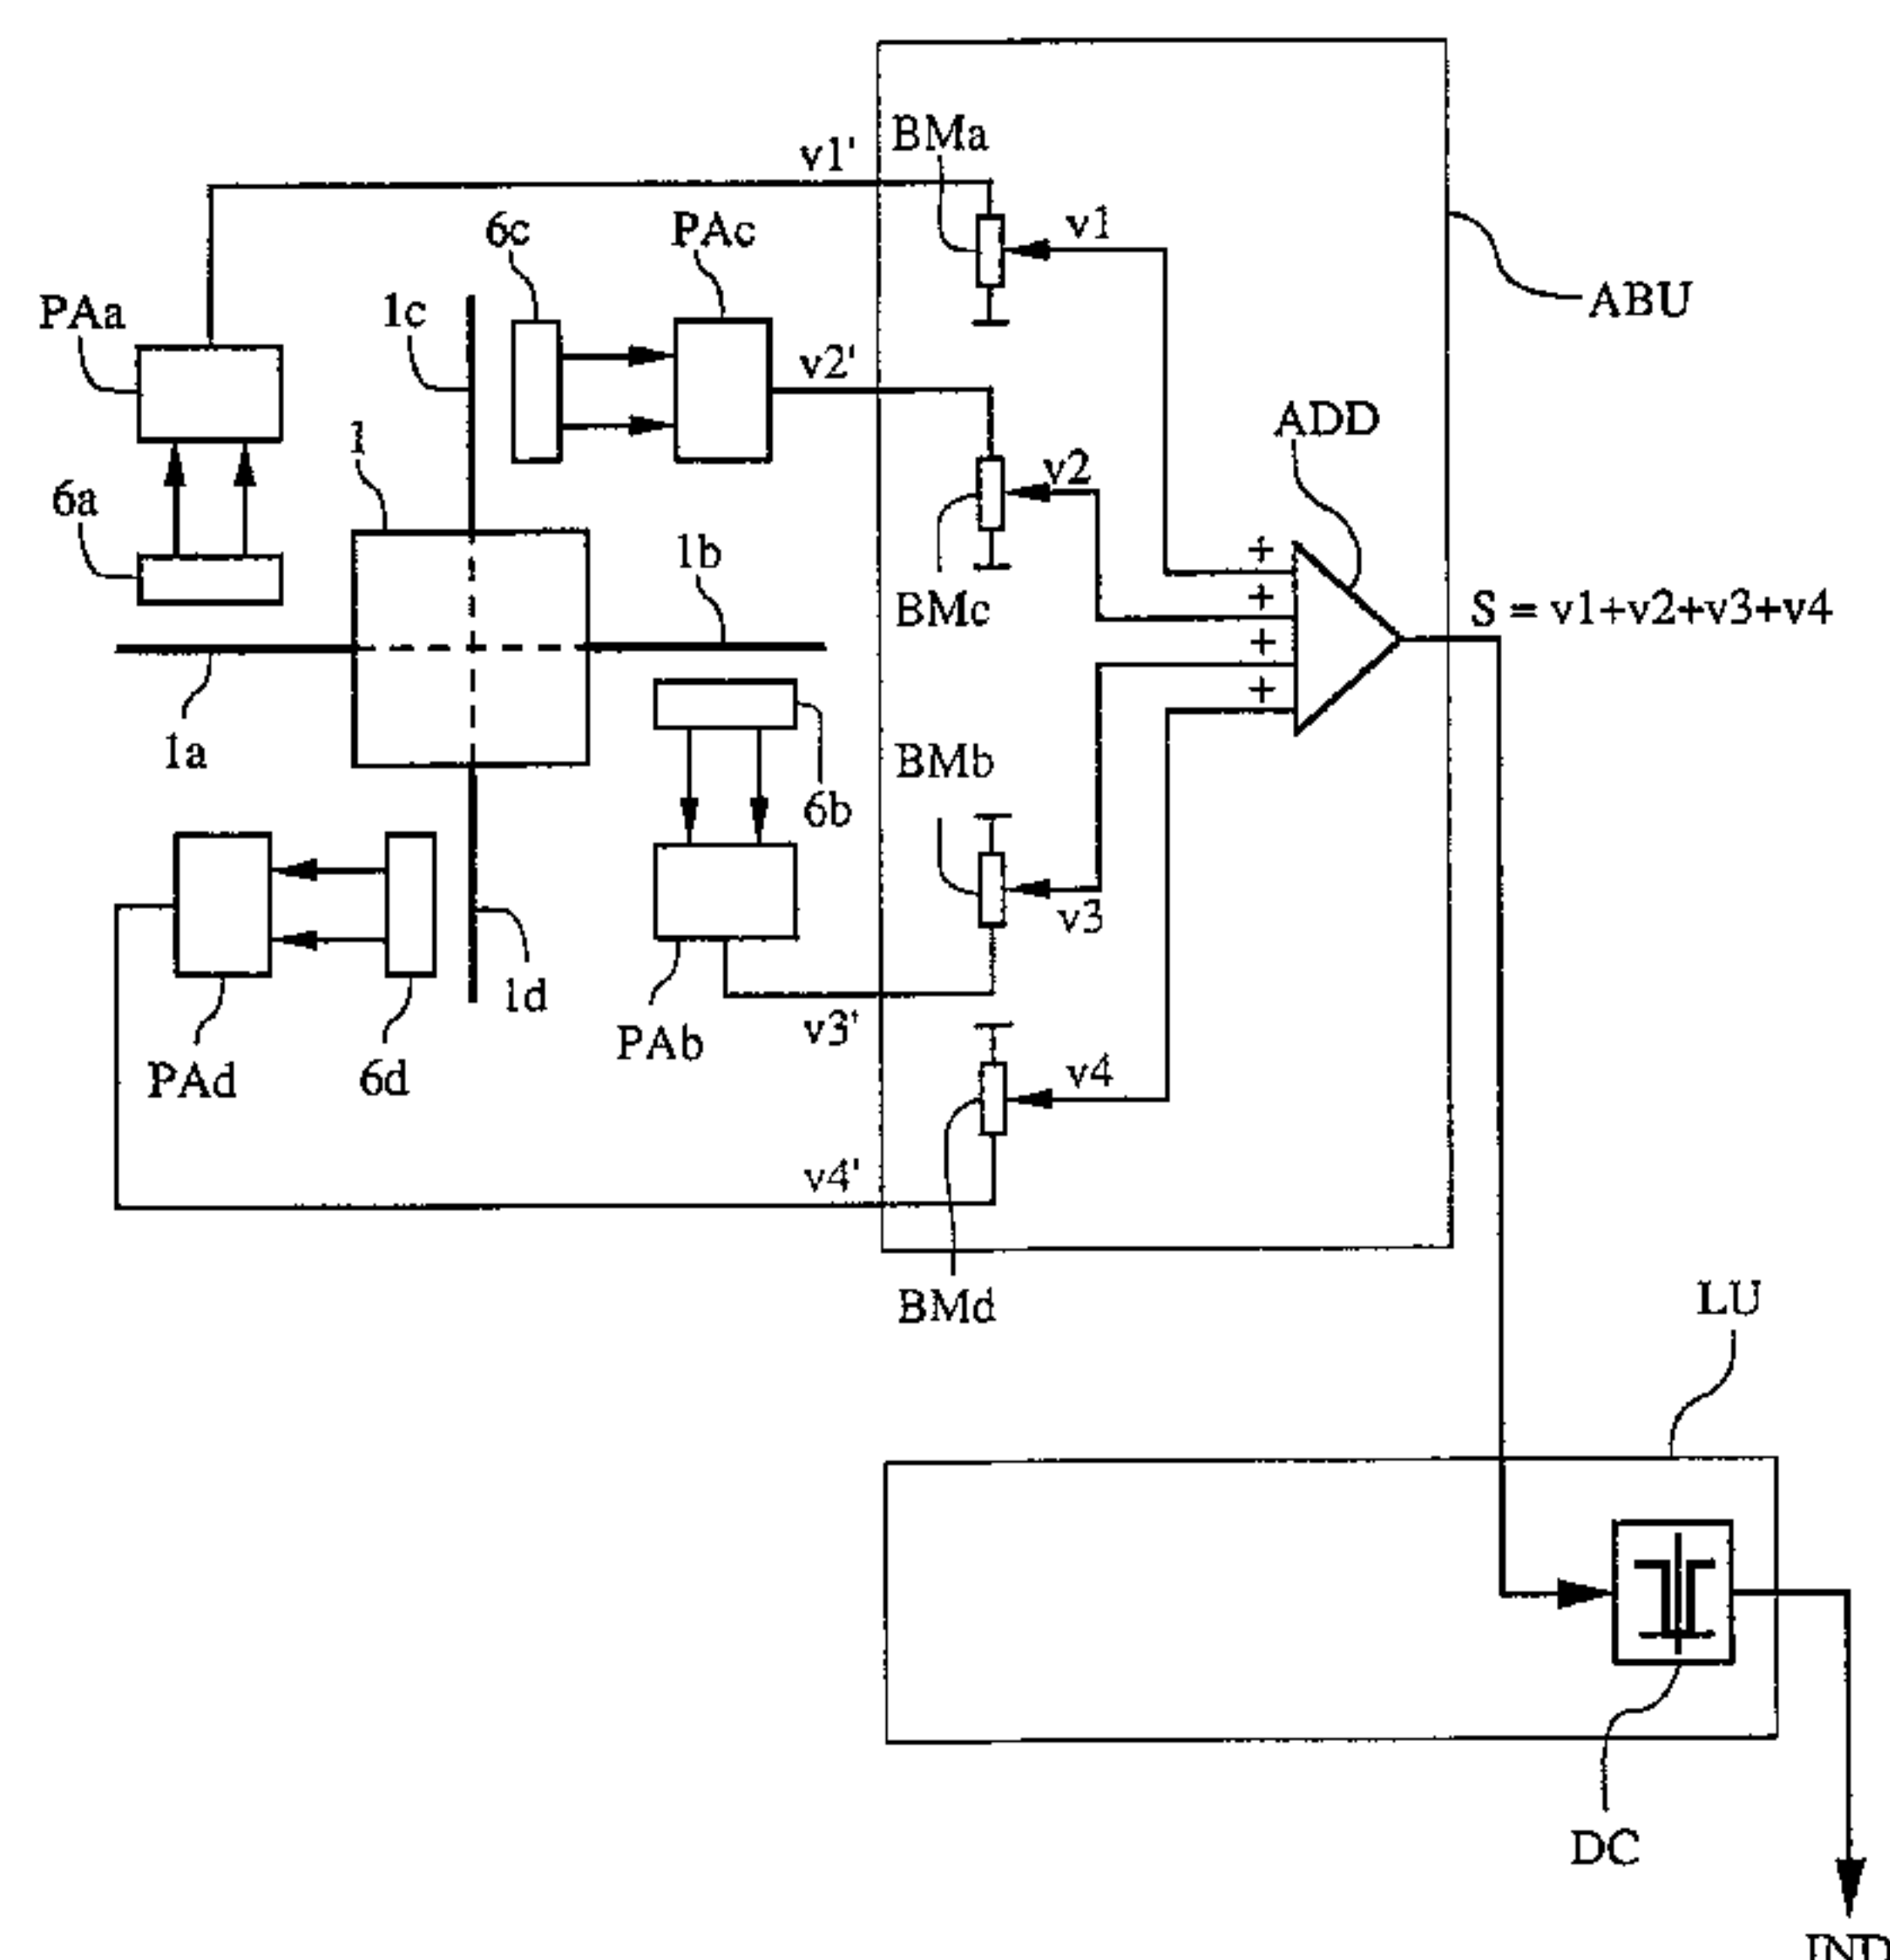 BMa
v1'
v1
6c
PAc
ABU
PAa
1c
v2'
ADD
1
v2
6a
1b
+
BMc
+
S = v1+v2+v3+v4
+
+
1a
BMb
6b
v3
1d
v3'
PAb
PAd
6d
v4
v4'
BMd
LU
DC
IND